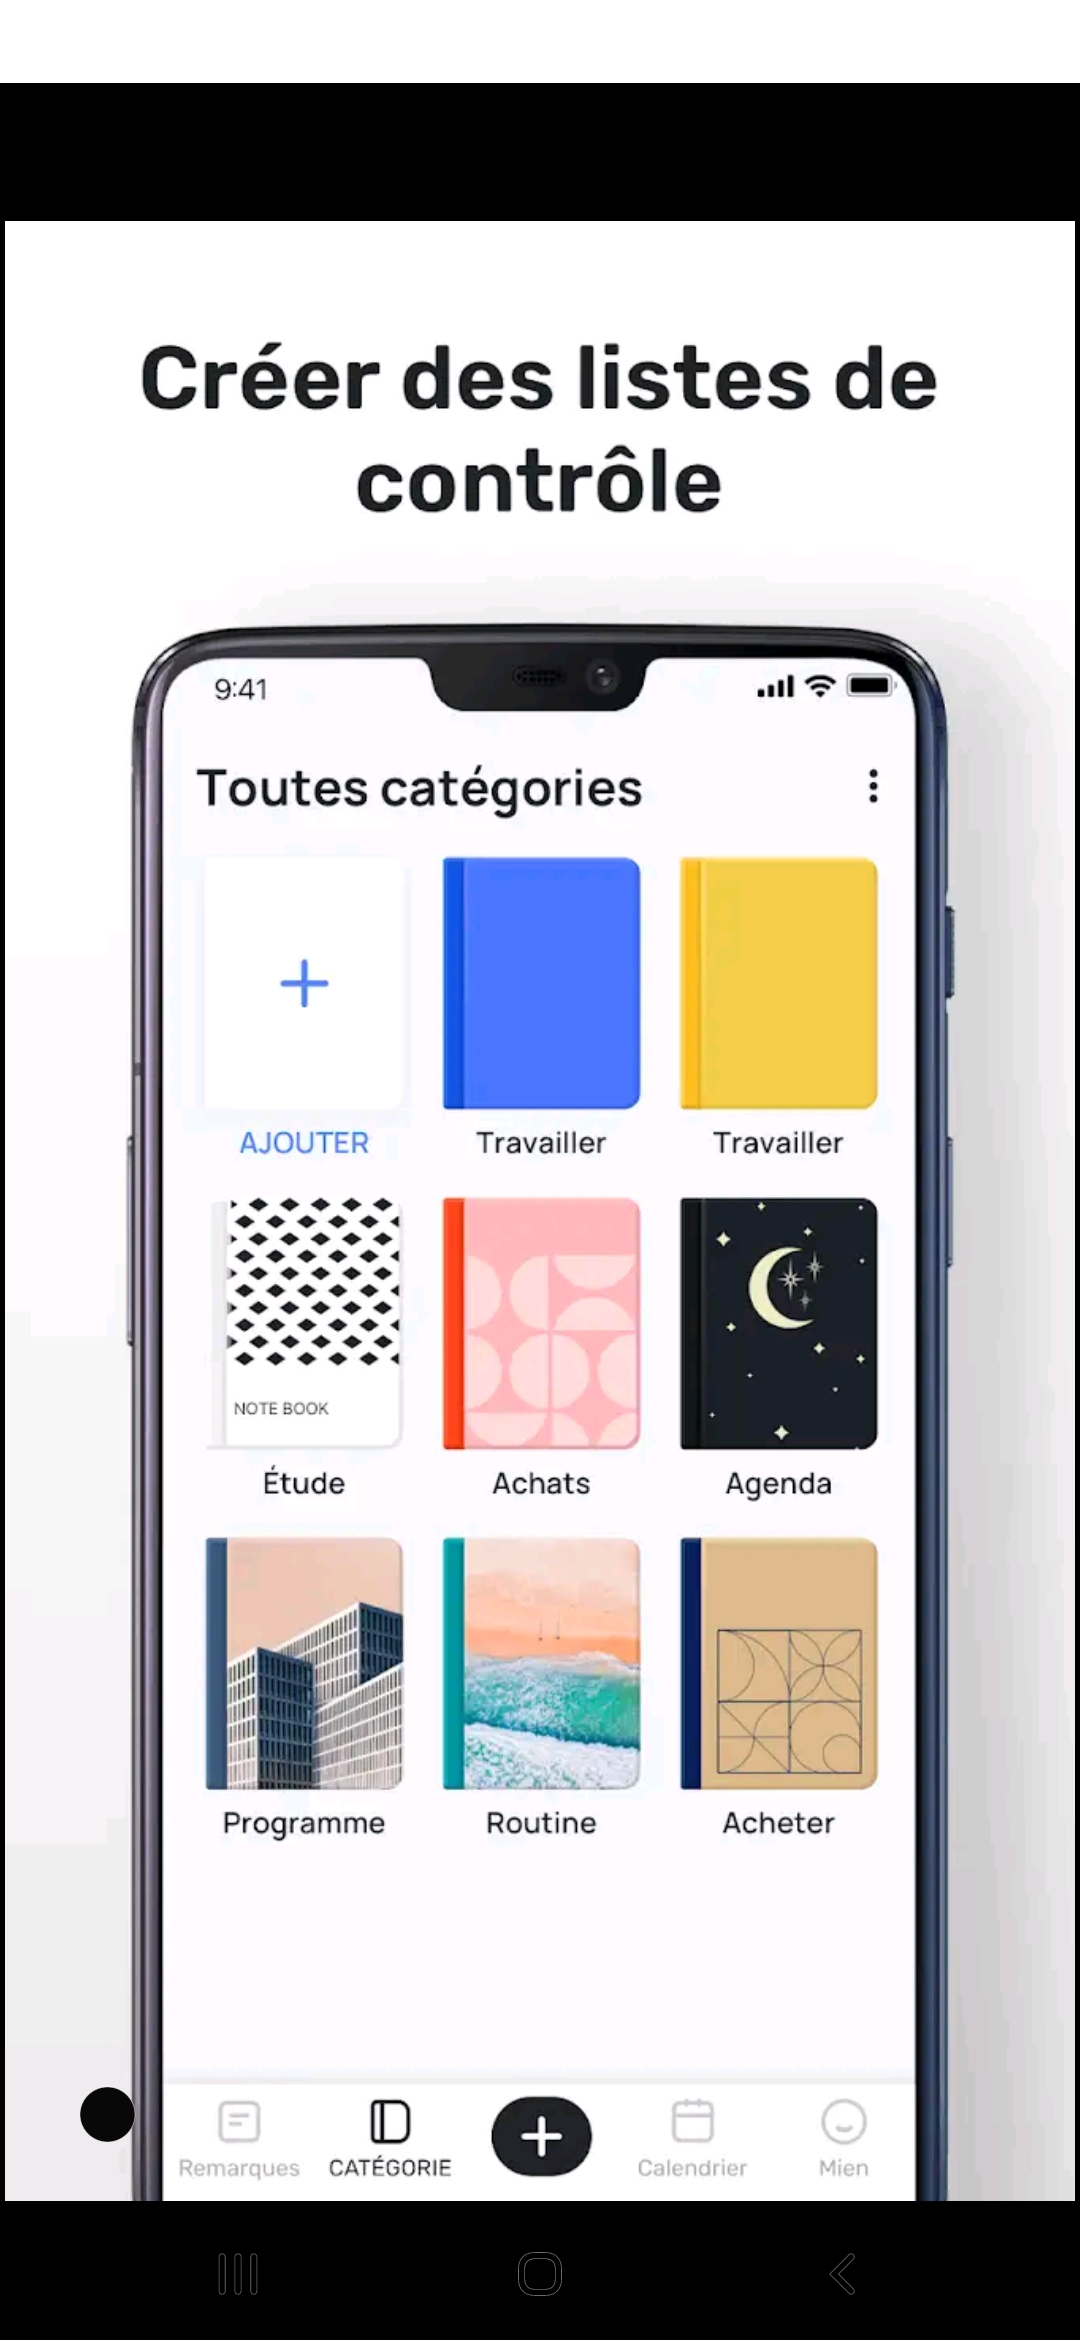 Créer des listes de
contrôle
9:41
Toutes catégories
AJOUTER
Travailler
Travailler
NOTE BOOK
Étude
Achats
Agenda
Programme
Routine
Acheter
Remarques
CATÉGORIE
Calendrier
Mien